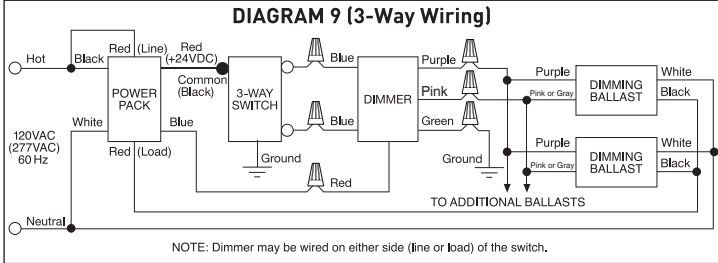 DIAGRAM 9 (3-Way Wiring)
Hot
Black
Red (Line)
Red
(+24VDC)
Common
(Black)
POWER
PACK
3-WAY
SWITCH
Blue
Blue
DIMMER
Purple
Pink
Green
Purple
Pink or Gray
DIMMING
BALLAST
White
Black
120VAC
(277VAC)
60 Hz
White
Blue
Red (Load)
Ground
Red
Ground
Purple
Pink or Gray
DIMMING
BALLAST
White
Black
TO ADDITIONAL BALLASTS
Neutral
NOTE: Dimmer may be wired on either side (line or load) of the switch.